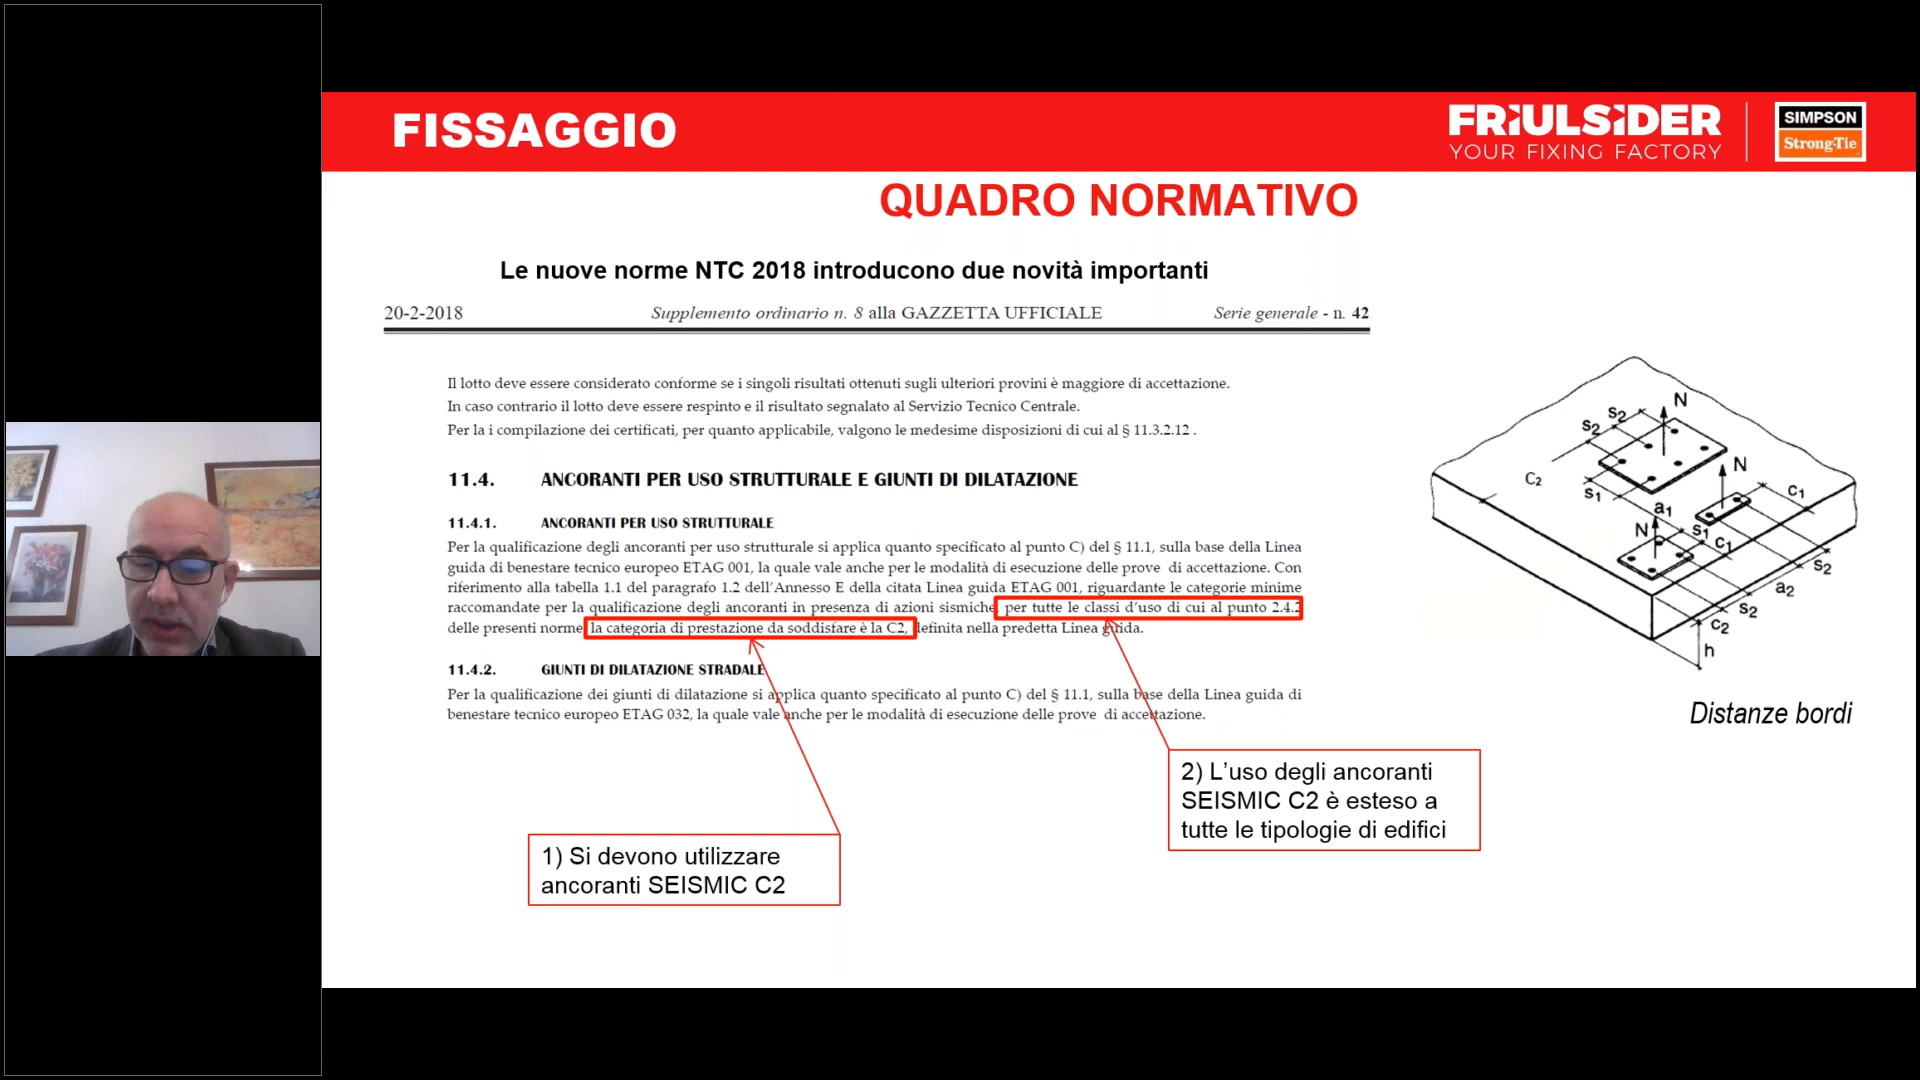 FISSAGGIO
FRiULSiDER
YOUR FIXING FACTORY
SIMPSON
Strong-Tie
QUADRO NORMATIVO
Le nuove norme NTC 2018 introducono due novità importanti
20-2-2018 Supplemento ordinario n. 8 alla GAZZETTA UFFICIALE Serie generale - n. 42
Il lotto deve essere considerato conforme se i singoli risultati ottenuti sugli ulteriori provini è maggiore di accettazione.
In caso contrario il lotto deve essere respinto e il risultato segnalato al Servizio Tecnico Centrale.
Per la i compilazione dei certificati, per quanto applicabile, valgono le medesime disposizioni di cui al § 11.3.2.12 .
11.4. ANCORANTI PER USO STRUTTURALE E GIUNTI DI DILATAZIONE
11.4.1. ANCORANTI PER USO STRUTTURALE
Per la qualificazione degli ancoranti per uso strutturale si applica quanto specificato al punto C) del § 11.1, sulla base della Linea
guida di benestare tecnico europeo ETAG 001, la quale vale anche per le modalità di esecuzione delle prove di accettazione. Con
riferimento alla tabella 1.1 del paragrafo 1.2 dell'Annesso E della citata Linea guida ETAG 001, riguardante le categorie minime
raccomandate per la qualificazione degli ancoranti in presenza di azioni sismiche, per tutte le classi d'uso di cui al punto 2.4.2
delle presenti norme la categoria di prestazione da soddisfare è la C2, definita nella predetta Linea guida.
11.4.2. GIUNTI DI DILATAZIONE STRADALE
Per la qualificazione dei giunti di dilatazione si applica quanto specificato al punto C) del § 11.1, sulla base della Linea guida di
benestare tecnico europeo ETAG 032, la quale vale anche per le modalità di esecuzione delle prove di accettazione.
1) Si devono utilizzare
ancoranti SEISMIC C2
2) L'uso degli ancoranti
SEISMIC C2 è esteso a
tutte le tipologie di edifici
N
s2
s2
N
C2
s1
c1
a1
N
s1
c1
s2
a2
s2
c2
h
Distanze bordi